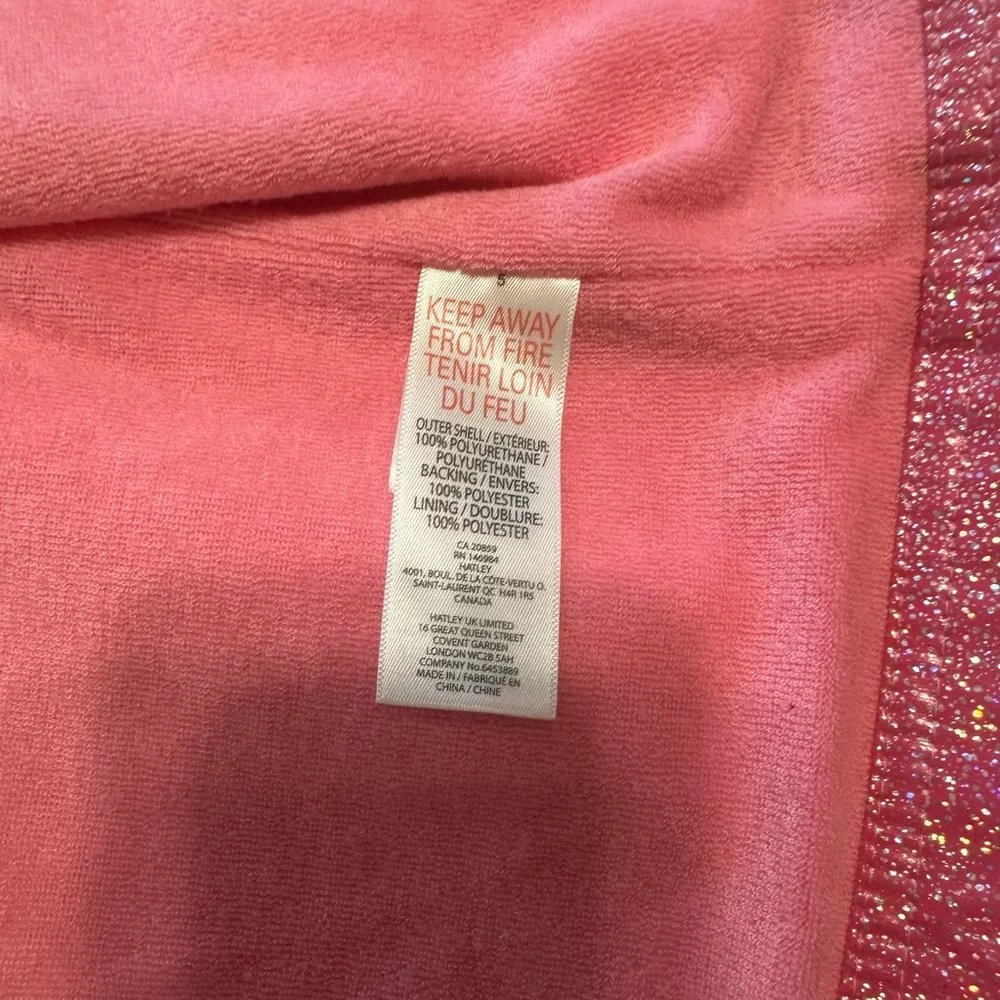 5
KEEP AWAY
FROM FIRE
TENIR LOIN
DU FEU
OUTER SHELL / EXTÉRIEUR:
100% POLYURETHANE /
POLYURÉTHANE
BACKING / ENVERS:
100% POLYESTER
LINING / DOUBLURE:
100% POLYESTER
CA 20859
RN 146984
HATLEY
4001, BOUL. DE LA CÔTE-VERTU O.
SAINT-LAURENT QC H4R 1R5
CANADA
HATLEY UK LIMITED
16 GREAT QUEEN STREET
COVENT GARDEN
LONDON WC2B 5AH
COMPANY No.6453889
MADE IN / FABRIQUÉ EN
CHINA / CHINE